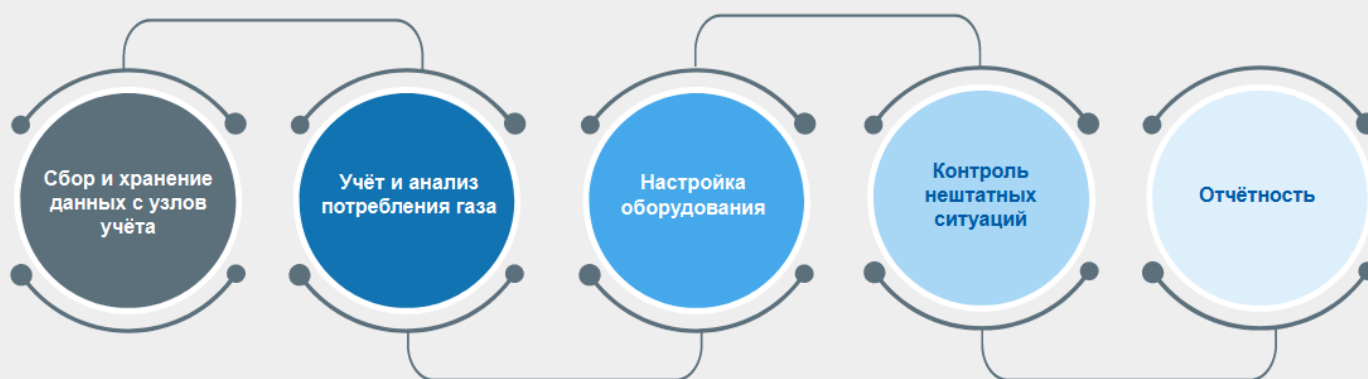 Сбор и хранение
данных с узлов
учёта
Учёт и анализ
потребления газа
Настройка
оборудования
Контроль
нештатных
ситуаций
Отчётность